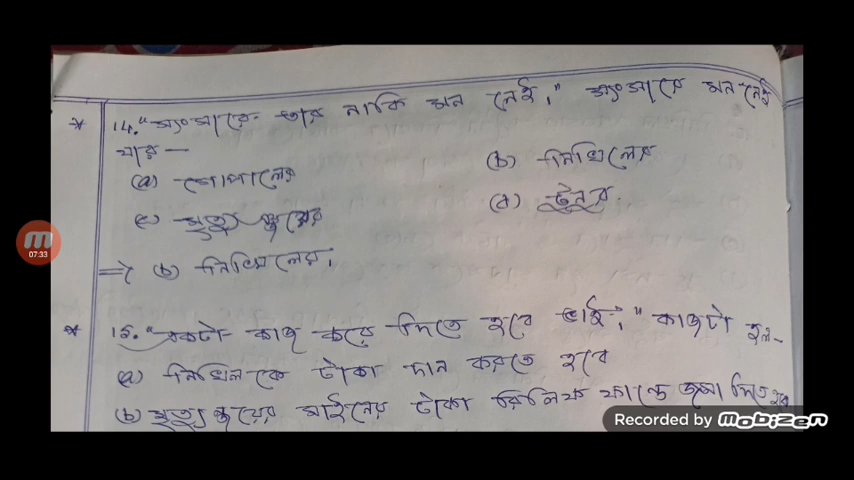 * 14. "সংসারে তার নাকি মন নেই।" সংসারে মন নেই
যার—
(a) গোপালের (b) নিখিলের
(c) মৃত্যুঞ্জয়ের (d) টুনুর
⇒ (b) নিখিলের।
* 15. "একটা কাজ করে দিতে হবে ভাই।" কাজটা হল-
(a) নিখিলকে টাকা দান করতে হবে
(b) মৃত্যুঞ্জয়ের মাইনের টাকা রিলিফ ফান্ডে জমা দিতে হবে
07:33
Recorded by mobizen